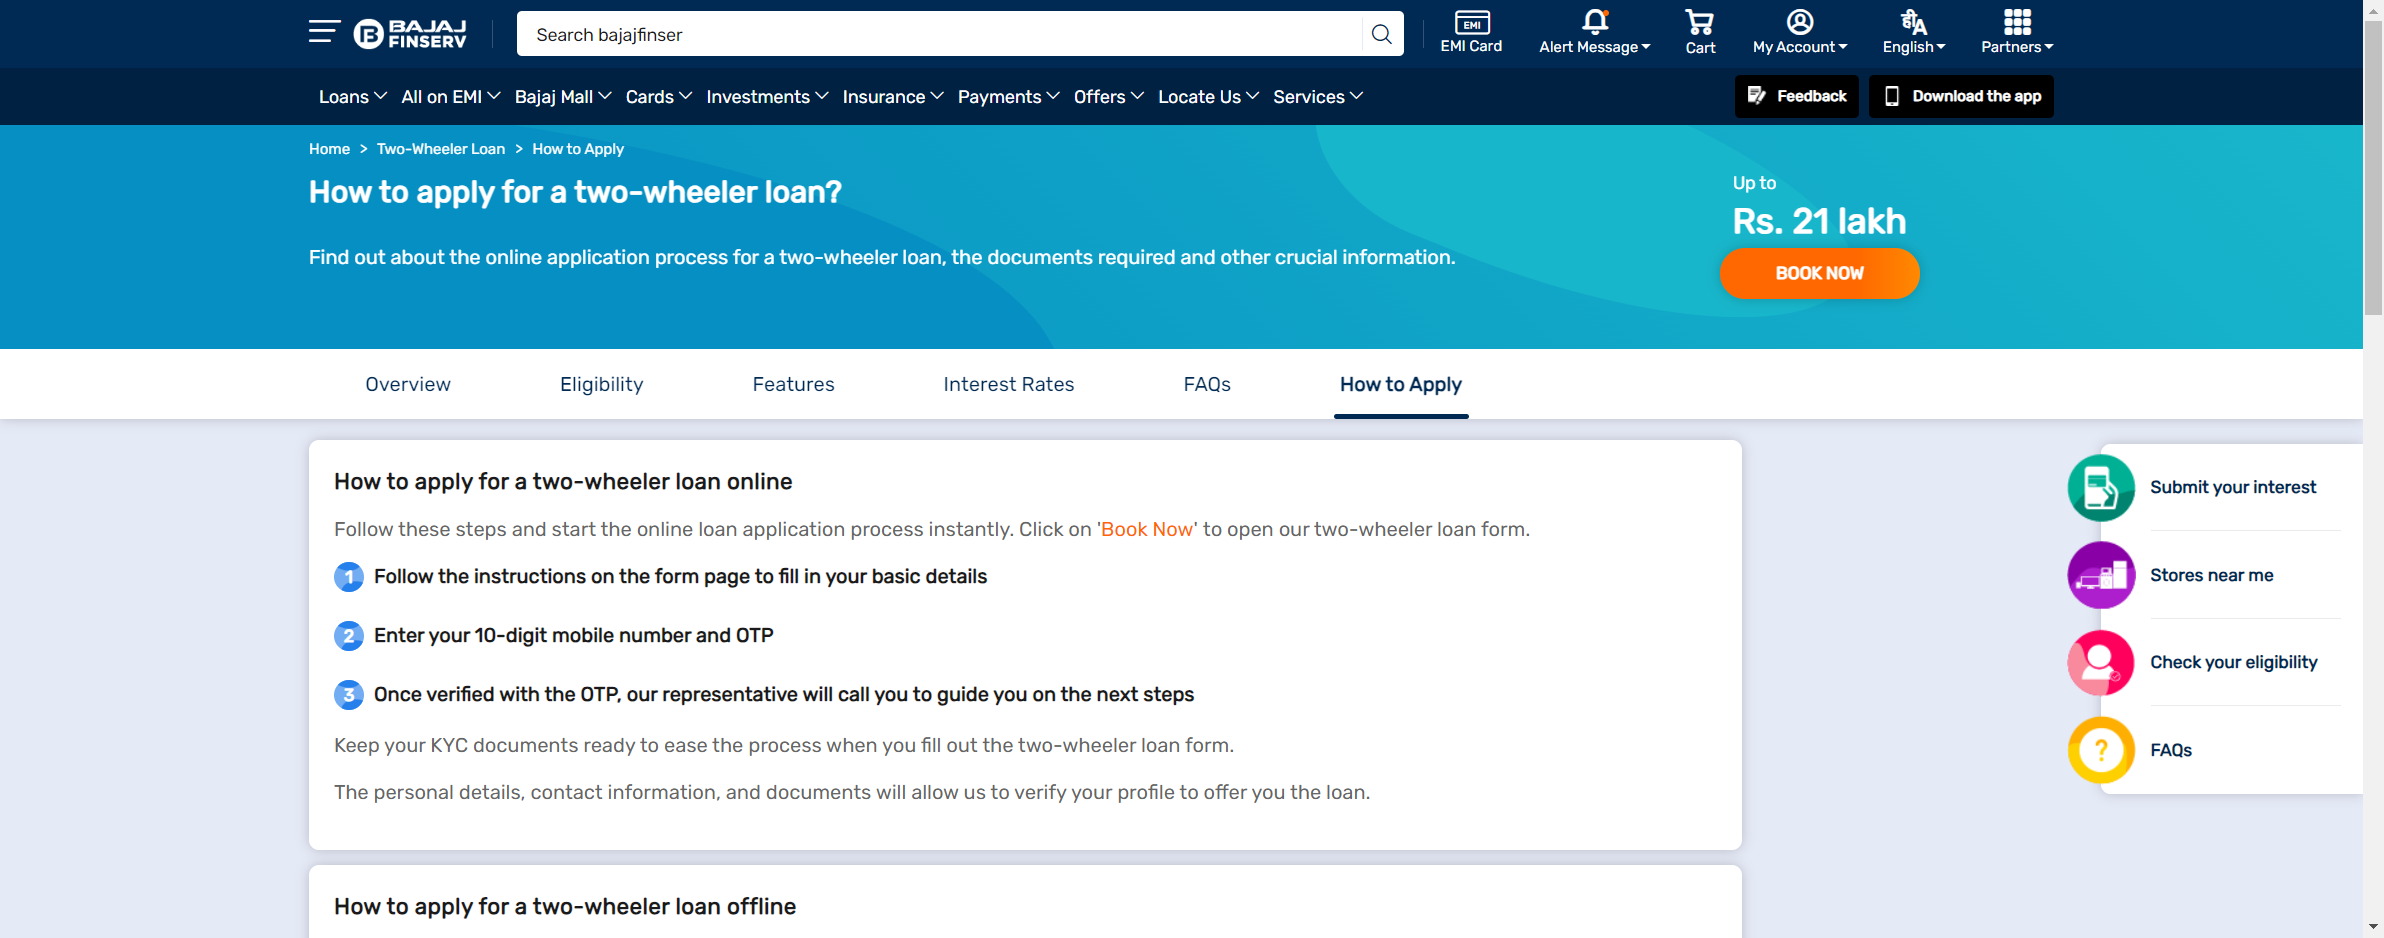 BAJAJ
FINSERV
Search bajajfinser
EMI
EMI Card
Alert Message
Cart
My Account
हीA
English
Partners
Loans All on EMI Bajaj Mall Cards Investments Insurance Payments Offers Locate Us Services
Feedback
Download the app
Home > Two-Wheeler Loan > How to Apply
How to apply for a two-wheeler loan?
Find out about the online application process for a two-wheeler loan, the documents required and other crucial information.
Up to
Rs. 21 lakh
BOOK NOW
Overview Eligibility Features Interest Rates FAQs How to Apply
How to apply for a two-wheeler loan online
Follow these steps and start the online loan application process instantly. Click on 'Book Now' to open our two-wheeler loan form.
1 Follow the instructions on the form page to fill in your basic details
2 Enter your 10-digit mobile number and OTP
3 Once verified with the OTP, our representative will call you to guide you on the next steps
Keep your KYC documents ready to ease the process when you fill out the two-wheeler loan form.
The personal details, contact information, and documents will allow us to verify your profile to offer you the loan.
How to apply for a two-wheeler loan offline
Submit your interest
Stores near me
Check your eligibility
? FAQs